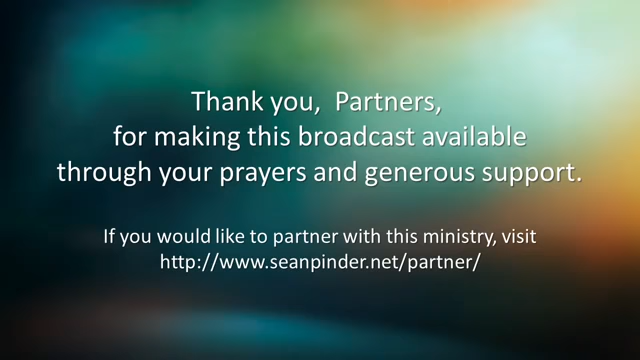 Thank you, Partners,
for making this broadcast available
through your prayers and generous support.
If you would like to partner with this ministry, visit
http://www.seanpinder.net/partner/